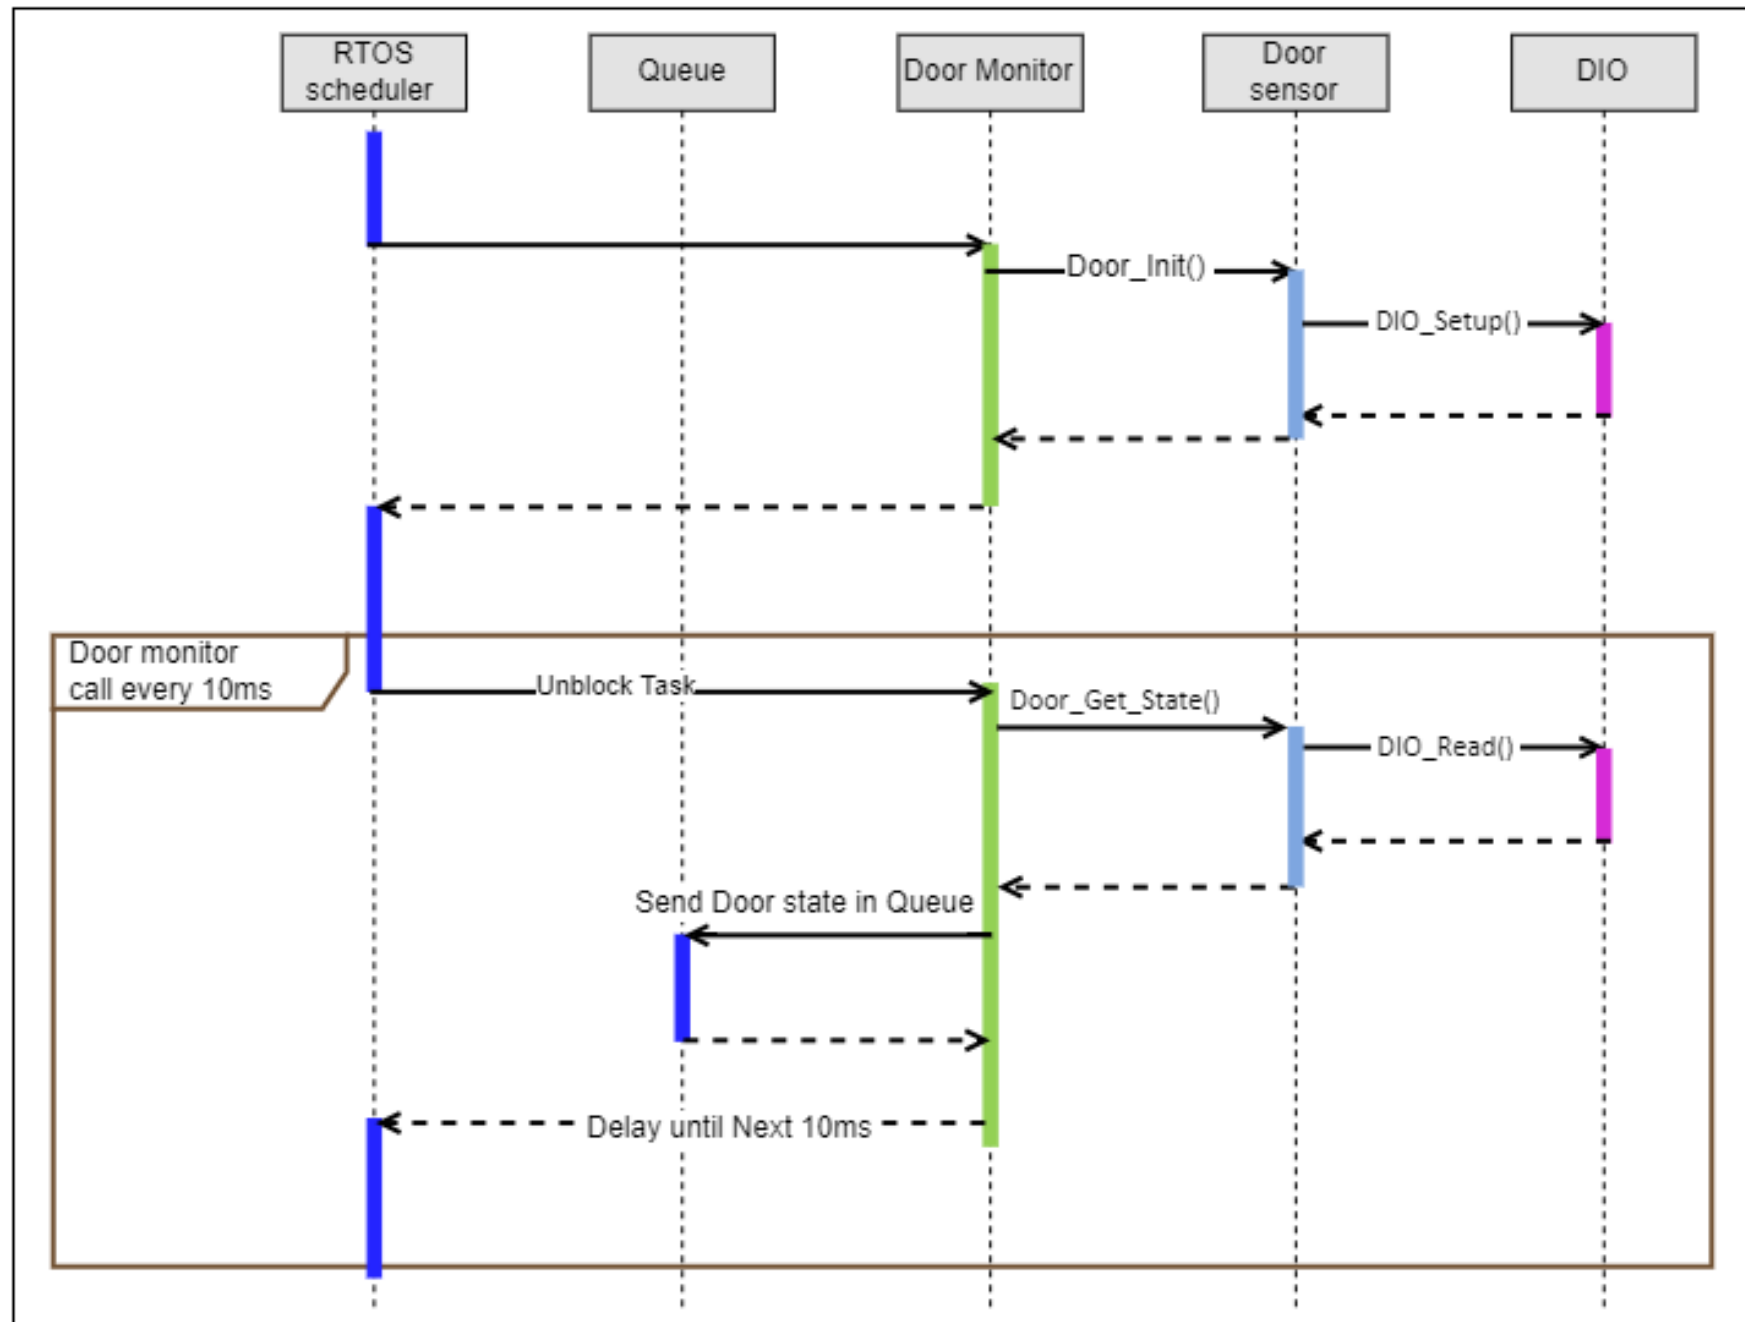 RTOS
scheduler
Queue
Door Monitor
Door
sensor
DIO
Door_Init()
DIO_Setup()
Door monitor
call every 10ms
Unblock Task
Door_Get_State()
DIO_Read()
Send Door state in Queue
Delay until Next 10ms